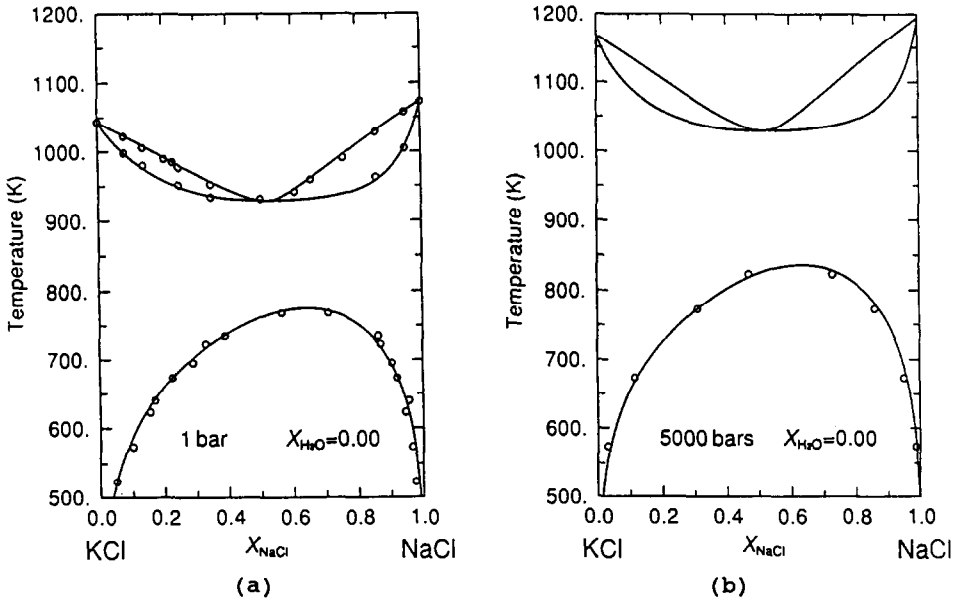 1200.
1100.
1000.
900.
800.
700.
600.
500.
Temperature (K)
1 bar
X_H₂O=0.00
0.0 0.2 0.4 0.6 0.8 1.0
KCl X_NaCl NaCl
(a)
1200.
1100.
1000.
900.
800.
700.
600.
500.
Temperature (K)
5000 bars
X_H₂O=0.00
0.0 0.2 0.4 0.6 0.8 1.0
KCl X_NaCl NaCl
(b)